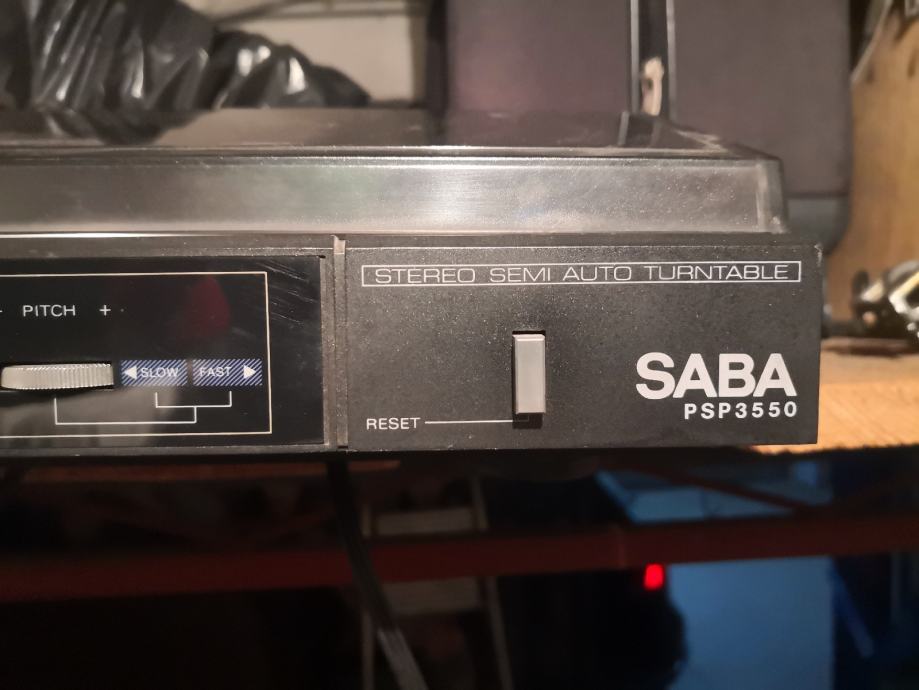 STEREO SEMI AUTO TURNTABLE
- PITCH +
◀ SLOW FAST ▶
SABA
PSP3550
RESET